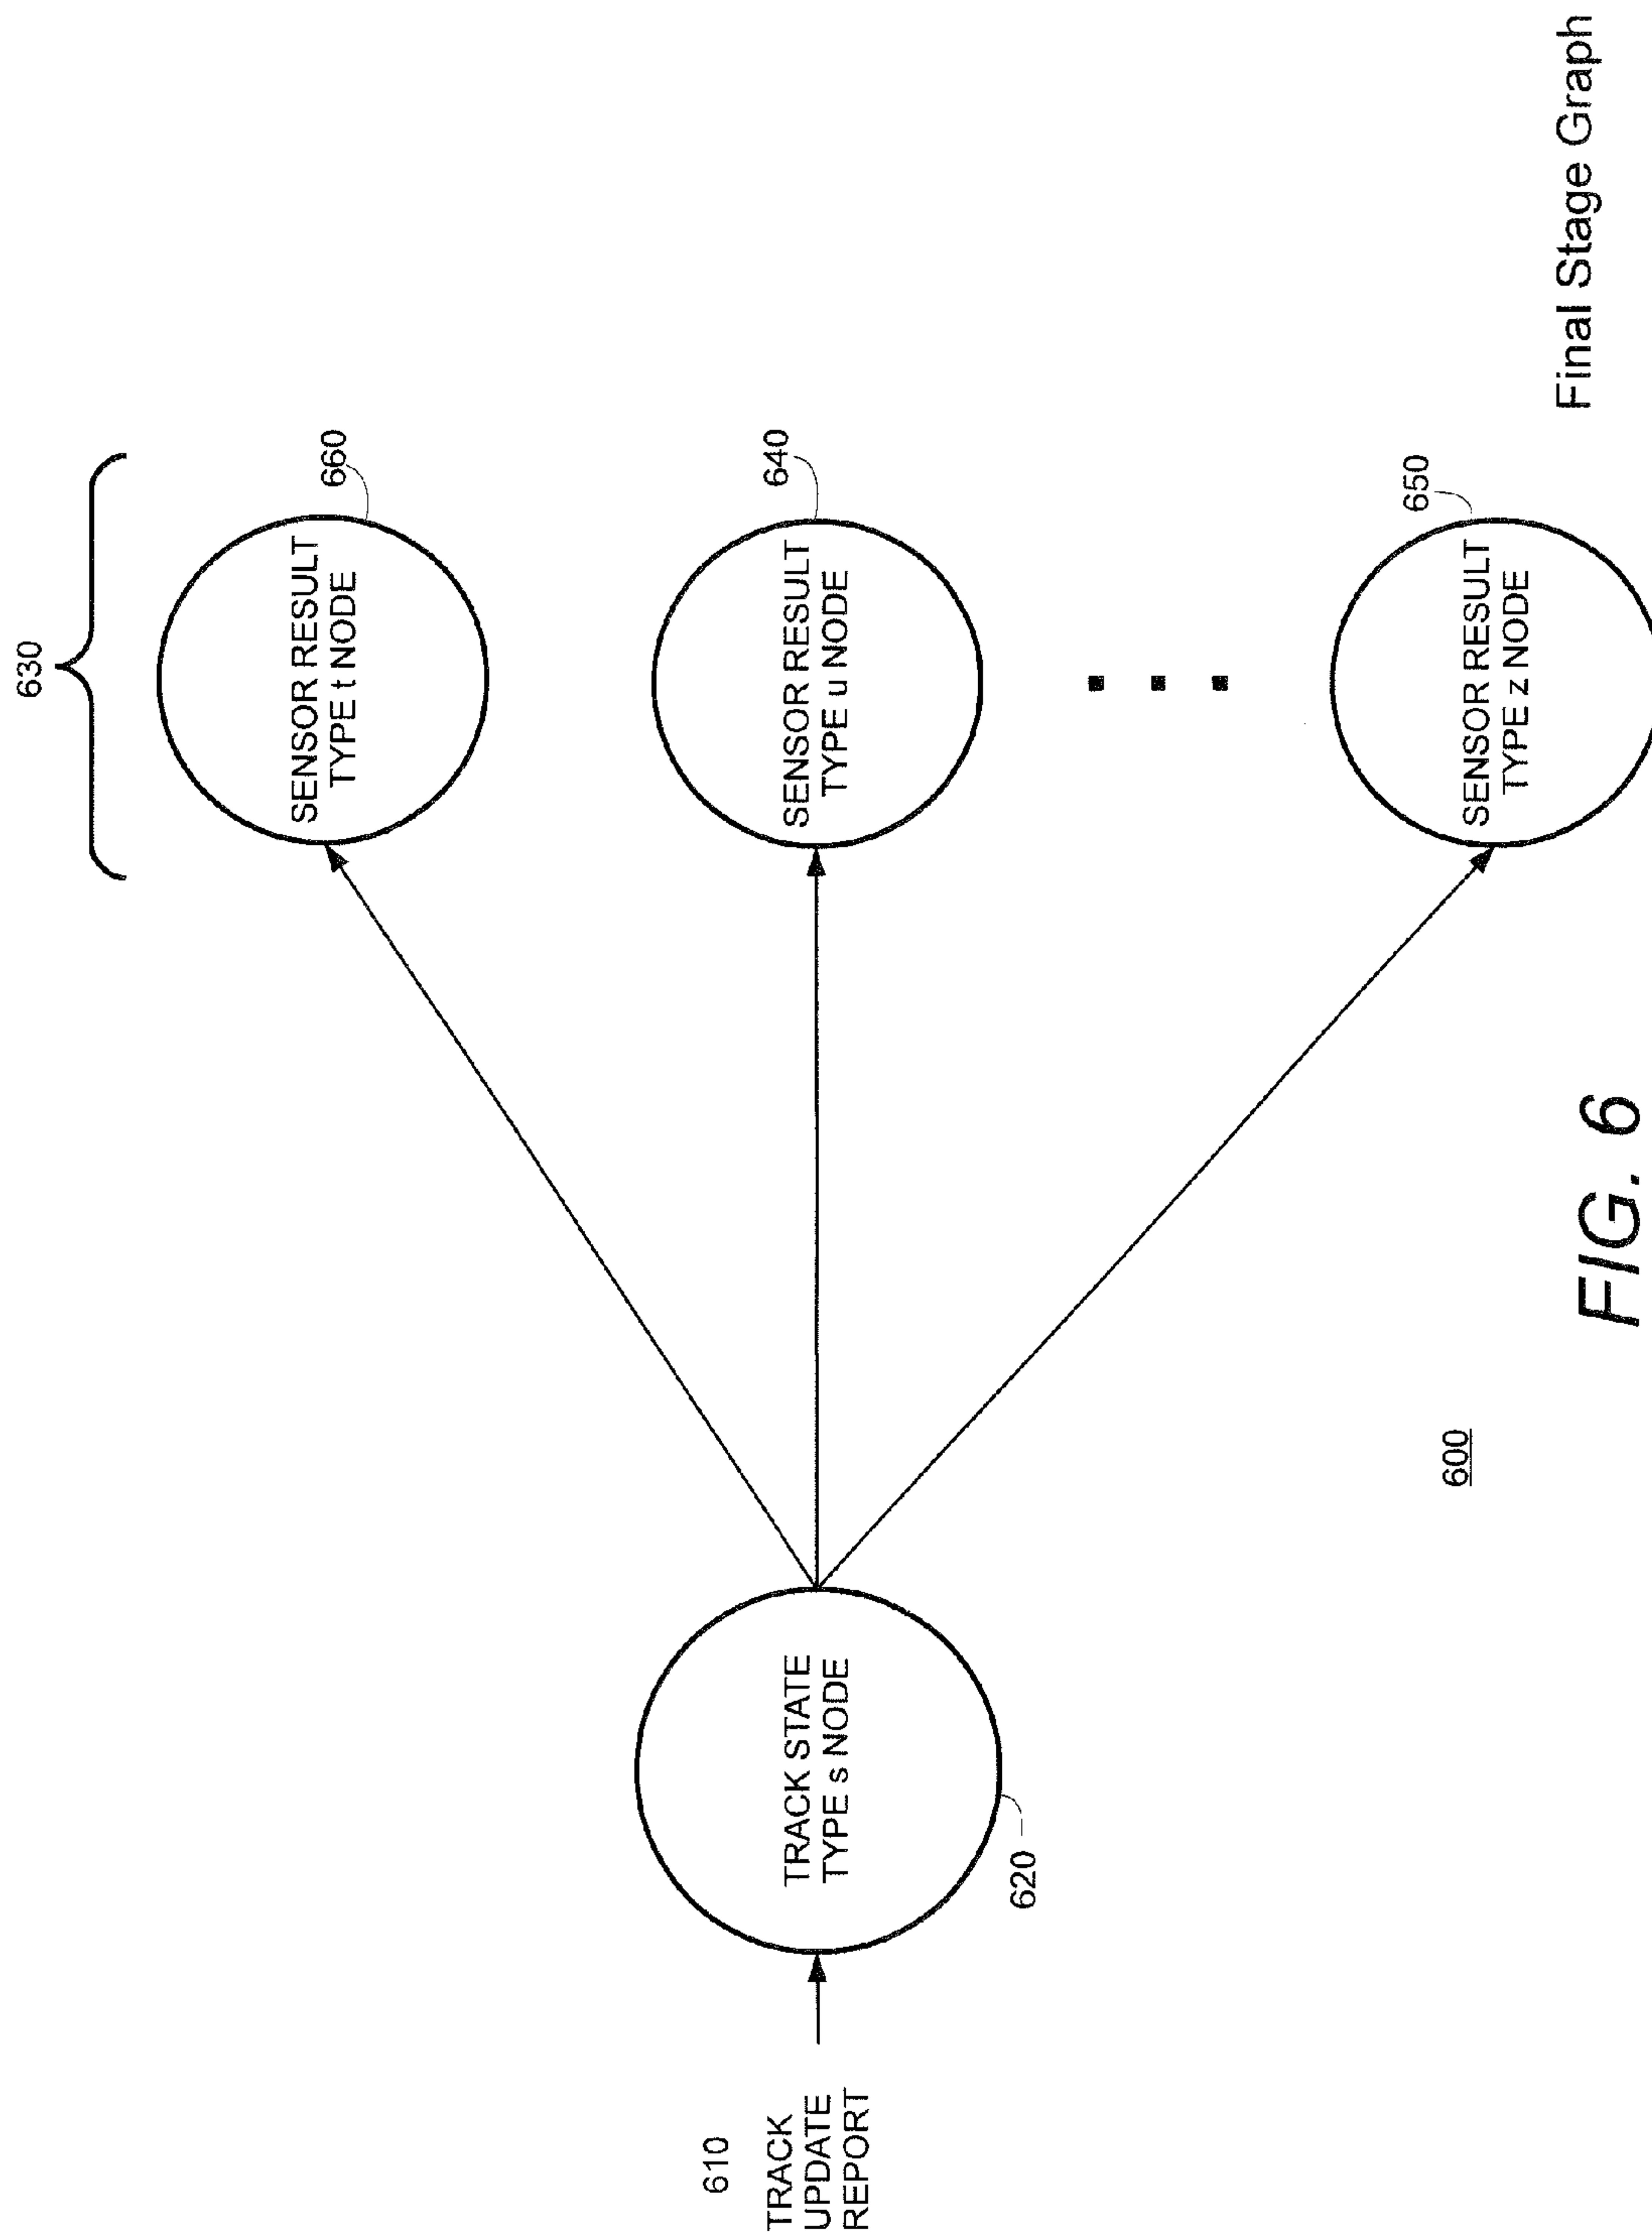 630
SENSOR RESULT
TYPE t NODE
660
SENSOR RESULT
TYPE u NODE
640
SENSOR RESULT
TYPE z NODE
650
TRACK STATE
TYPE s NODE
620
610
TRACK
UPDATE
REPORT
600
FIG. 6
Final Stage Graph